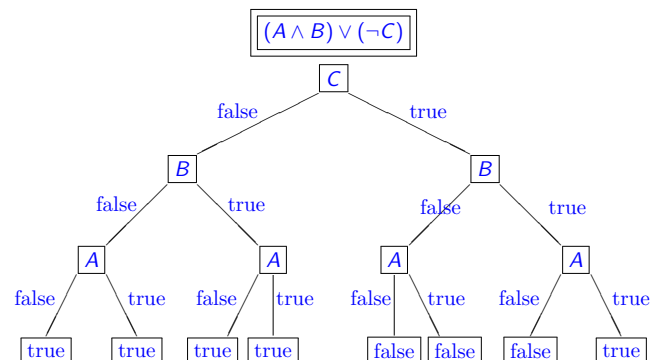 (A ∧ B) ∨ (¬C)
C
false true
B B
false true false true
A A A A
false true false true false true false true
true true true true false false false true